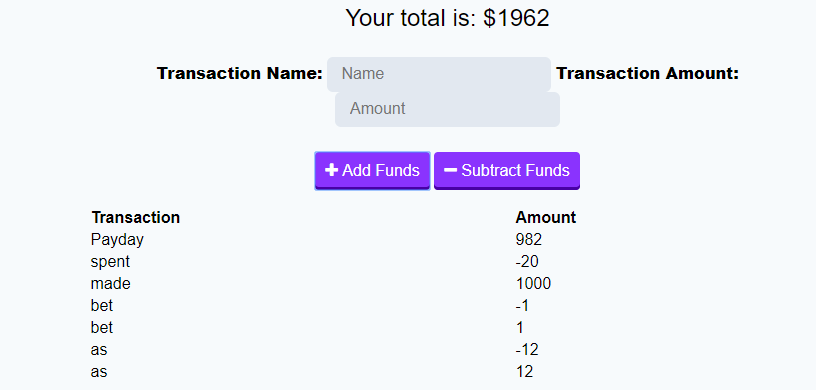 Your total is: $1962
Transaction Name: Name Transaction Amount:
Amount
Add Funds Subtract Funds
Transaction Amount
Payday 982
spent -20
made 1000
bet -1
bet 1
as -12
as 12